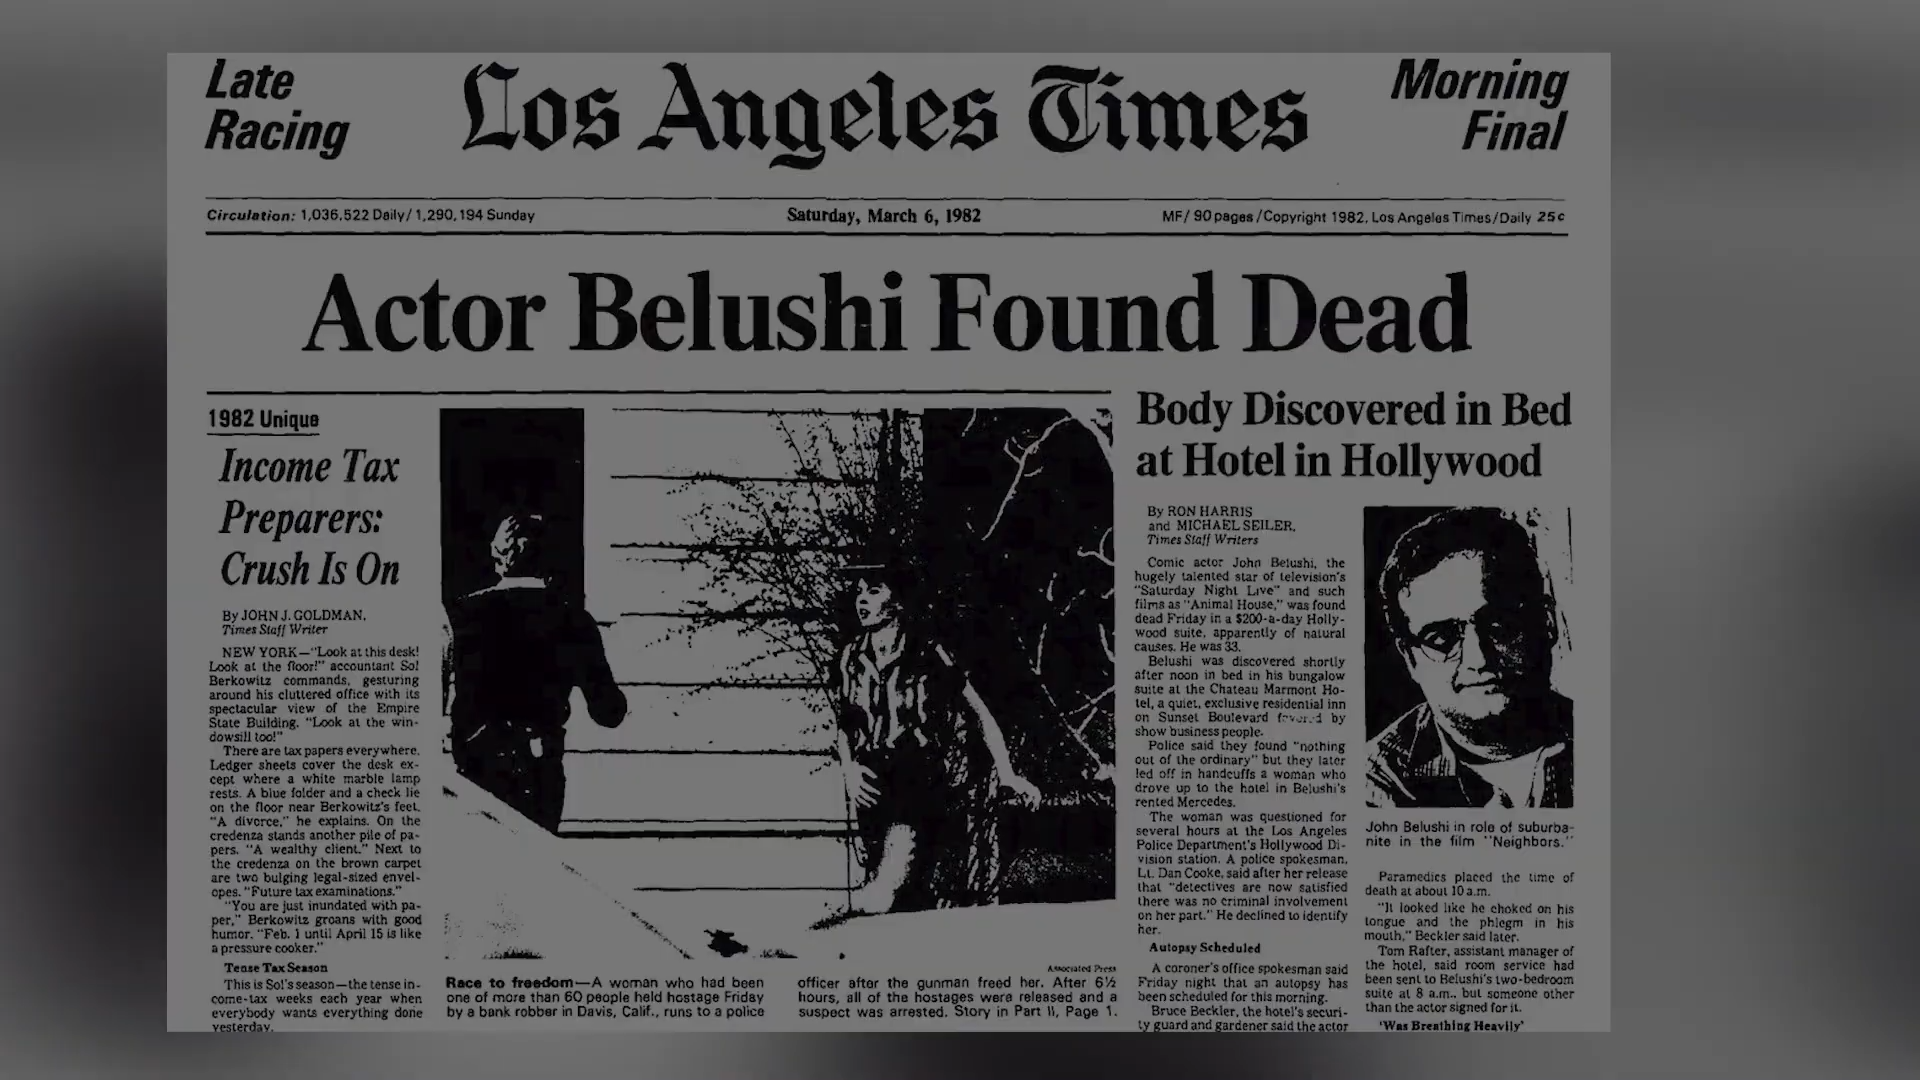 Late
Racing
Los Angeles Times
Morning
Final
Circulation: 1,036,522 Daily/1,290,194 Sunday
Saturday, March 6, 1982
MF/ 90 pages /Copyright 1982, Los Angeles Times/Daily 25c
Actor Belushi Found Dead
1982 Unique
Income Tax
Preparers:
Crush Is On
By JOHN J. GOLDMAN,
Times Staff Writer
NEW YORK—"Look at this desk!
Look at the floor!" accountant Sol
Berkowitz commands, gesturing
around his cluttered office with its
spectacular view of the Empire
State Building. "Look at the win-
dowsill too!"
There are tax papers everywhere.
Ledger sheets cover the desk ex-
cept where a white marble lamp
rests. A blue folder and a check lie
on the floor near Berkowitz's feet.
"A divorce," he explains. On the
credenza stands another pile of pa-
pers. "A wealthy client." Next to
the credenza on the brown carpet
are two bulging legal-sized envel-
opes. "Future tax examinations."
"You are just inundated with pa-
per," Berkowitz groans with good
humor. "Feb. 1 until April 15 is like
a pressure cooker."
Tense Tax Season
This is Sol's season—the tense in-
come-tax weeks each year when
everybody wants everything done
yesterday.
Associated Press
Race to freedom—A woman who had been
one of more than 60 people held hostage Friday
by a bank robber in Davis, Calif., runs to a police
officer after the gunman freed her. After 6½
hours, all of the hostages were released and a
suspect was arrested. Story in Part II, Page 1.
Body Discovered in Bed
at Hotel in Hollywood
By RON HARRIS
and MICHAEL SEILER,
Times Staff Writers
Comic actor John Belushi, the
hugely talented star of television's
"Saturday Night Live" and such
films as "Animal House," was found
dead Friday in a $200-a-day Holly-
wood suite, apparently of natural
causes. He was 33.
Belushi was discovered shortly
after noon in bed in his bungalow
suite at the Chateau Marmont Ho-
tel, a quiet, exclusive residential inn
on Sunset Boulevard by
show business people.
Police said they found "nothing
out of the ordinary" but they later
led off in handcuffs a woman who
drove up to the hotel in Belushi's
rented Mercedes.
The woman was questioned for
several hours at the Los Angeles
Police Department's Hollywood Di-
vision station. A police spokesman,
Lt. Dan Cooke, said after her release
that "detectives are now satisfied
there was no criminal involvement
on her part." He declined to identify
her.
Autopsy Scheduled
A coroner's office spokesman said
Friday night that an autopsy has
been scheduled for this morning.
Bruce Beckler, the hotel's securi-
ty guard and gardener said the actor
John Belushi in role of suburba-
nite in the film "Neighbors."
Paramedics placed the time of
death at about 10 a.m.
"It looked like he choked on his
tongue and the phlegm in his
mouth," Beckler said later.
Tom Rafter, assistant manager of
the hotel, said room service had
been sent to Belushi's two-bedroom
suite at 8 a.m., but someone other
than the actor signed for it.
'Was Breathing Heavily'